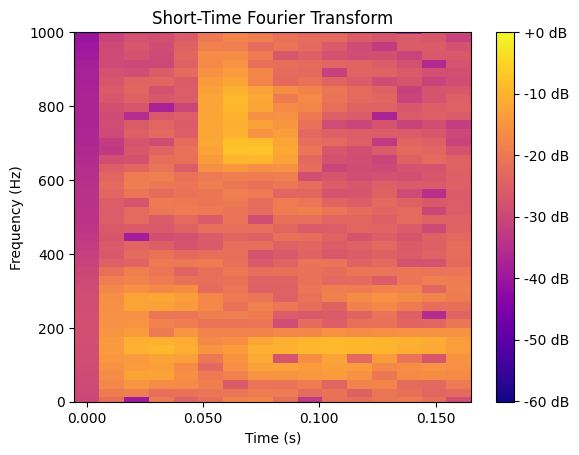 Short-Time Fourier Transform
1000
800
600
400
200
0
Frequency (Hz)
0.000
0.050
0.100
0.150
Time (s)
+0 dB
-10 dB
-20 dB
-30 dB
-40 dB
-50 dB
-60 dB